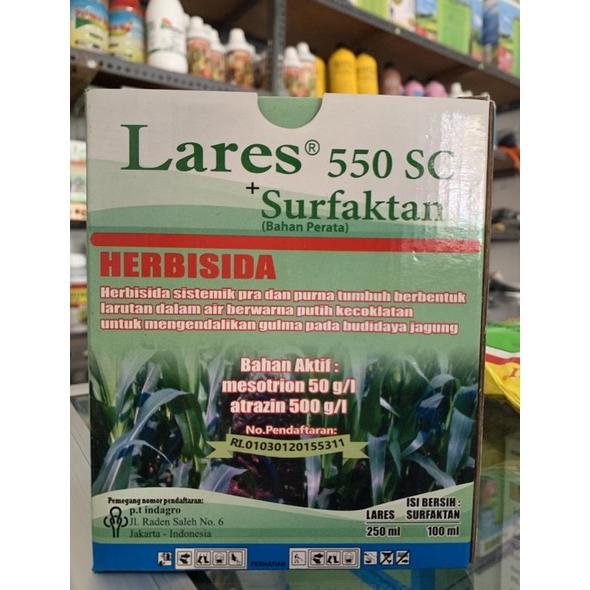 Lares® 550 SC
+Surfaktan
(Bahan Perata)
HERBISIDA
Herbisida sistemik pra dan purna tumbuh berbentuk
larutan dalam air berwarna putih kecoklatan
untuk mengendalikan gulma pada budidaya jagung
Bahan Aktif :
mesotrion 50 g/l
atrazin 500 g/l
No.Pendaftaran:
RI.01030120155311
Pemegang nomor pendaftaran:
p.t indagro
Jl. Raden Saleh No. 6
Jakarta - Indonesia
ISI BERSIH :
LARES SURFAKTAN
250 ml 100 ml
PERHATIAN